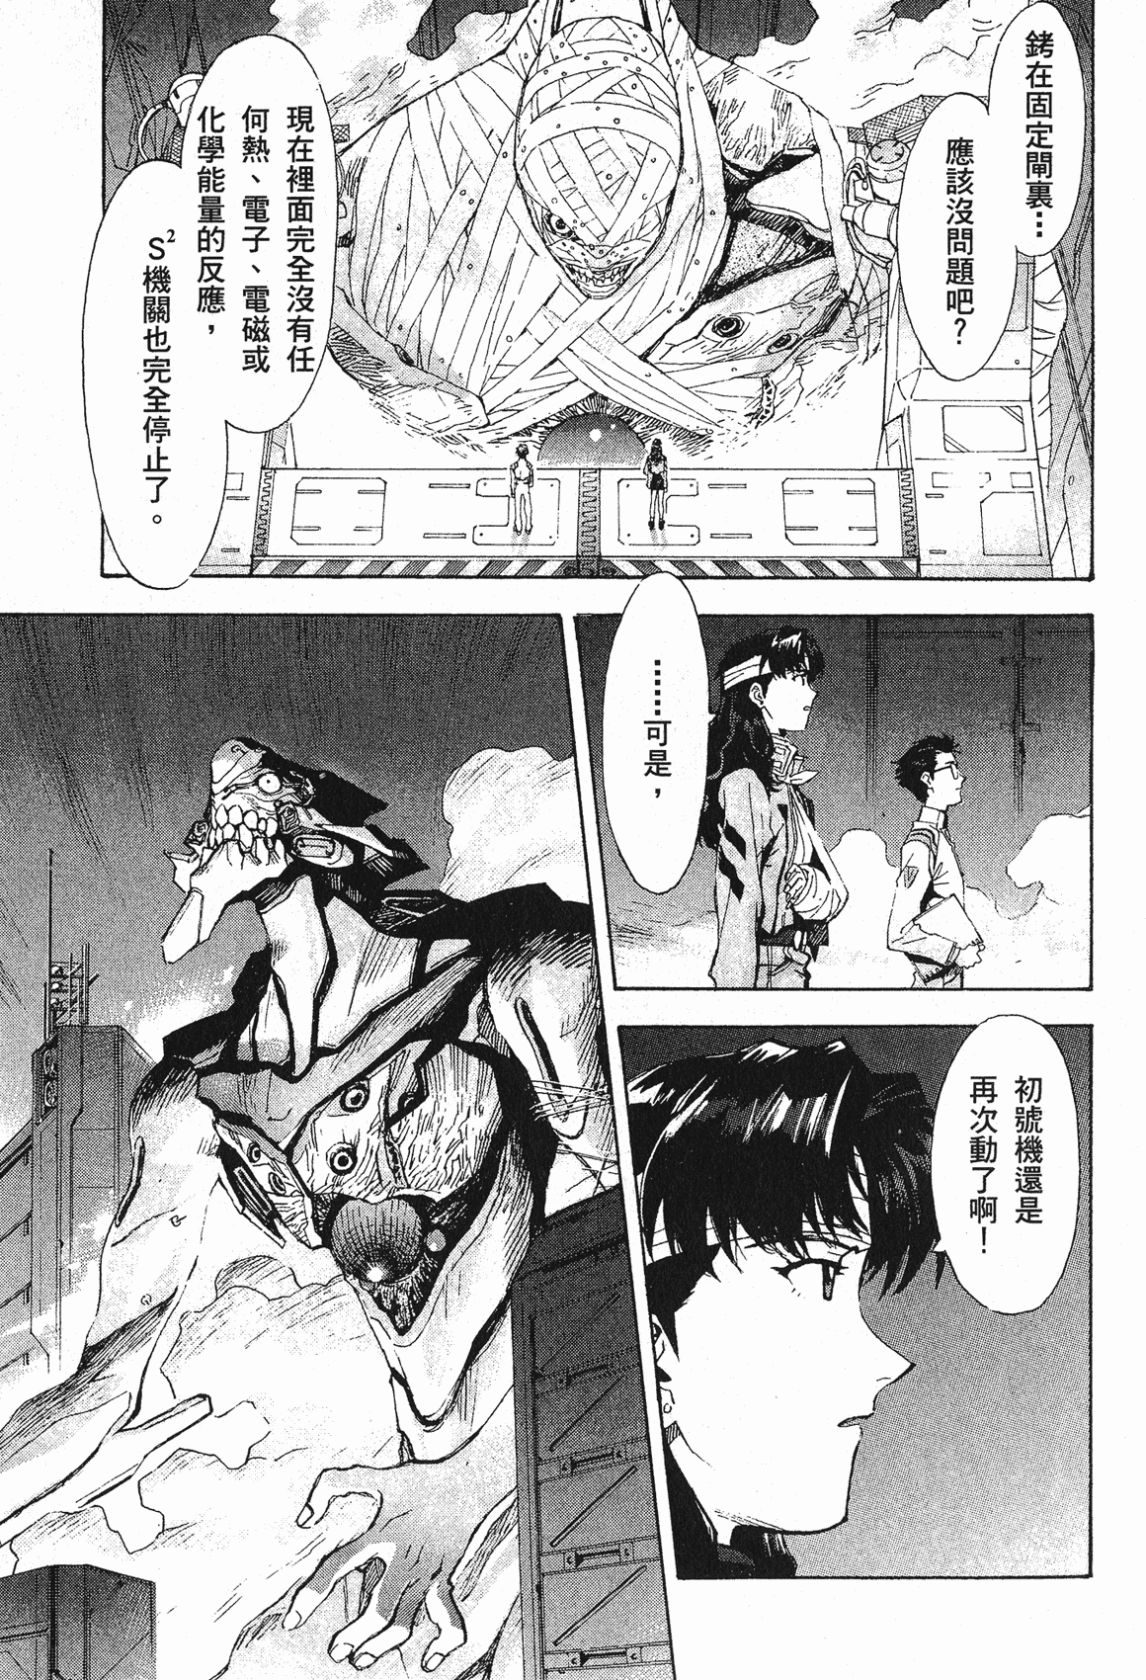 銬在固定閘裏…
應該沒問題吧？
現在裡面完全沒有任
何熱、電子、電磁或
化學能量的反應，
S²機關也完全停止了。
……可是，
初號機還是
再次動了啊！